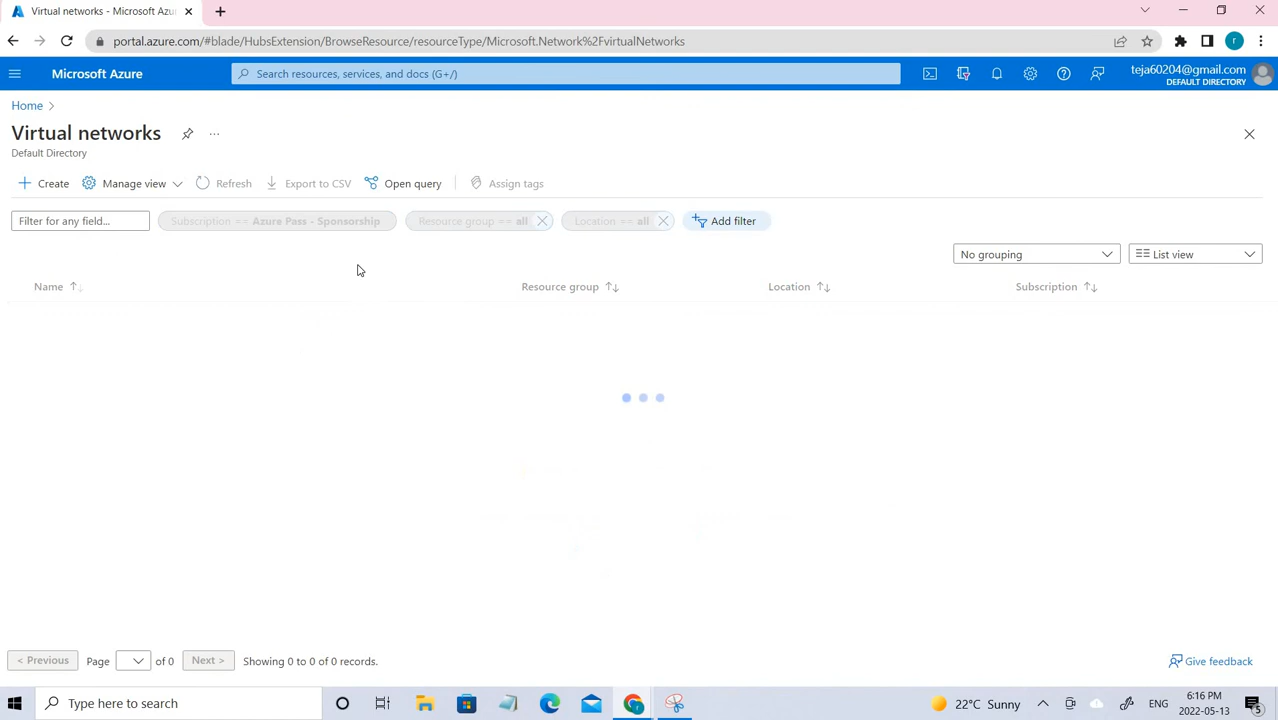 Virtual networks - Microsoft Azu
portal.azure.com/#blade/HubsExtension/BrowseResource/resourceType/Microsoft.Network%2FvirtualNetworks
r
Microsoft Azure
Search resources, services, and docs (G+/)
teja60204@gmail.com
DEFAULT DIRECTORY
Home
Virtual networks
Default Directory
Create
Manage view
Refresh
Export to CSV
Open query
Assign tags
Filter for any field...
Subscription == Azure Pass - Sponsorship
Resource group == all
Location == all
Add filter
No grouping
List view
Name
Resource group
Location
Subscription
< Previous
Page
of 0
Next >
Showing 0 to 0 of 0 records.
Give feedback
Type here to search
22°C Sunny
ENG
6:16 PM
2022-05-13
5